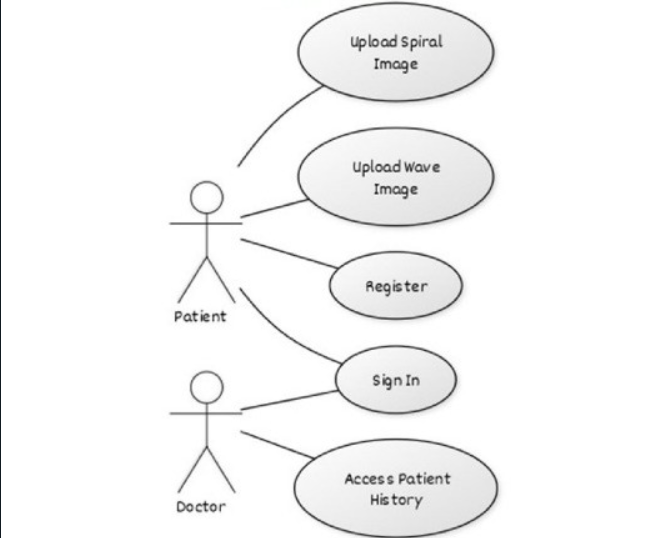 Upload Spiral
Image
Upload Wave
Image
Register
Patient
Sign In
Access Patient
History
Doctor